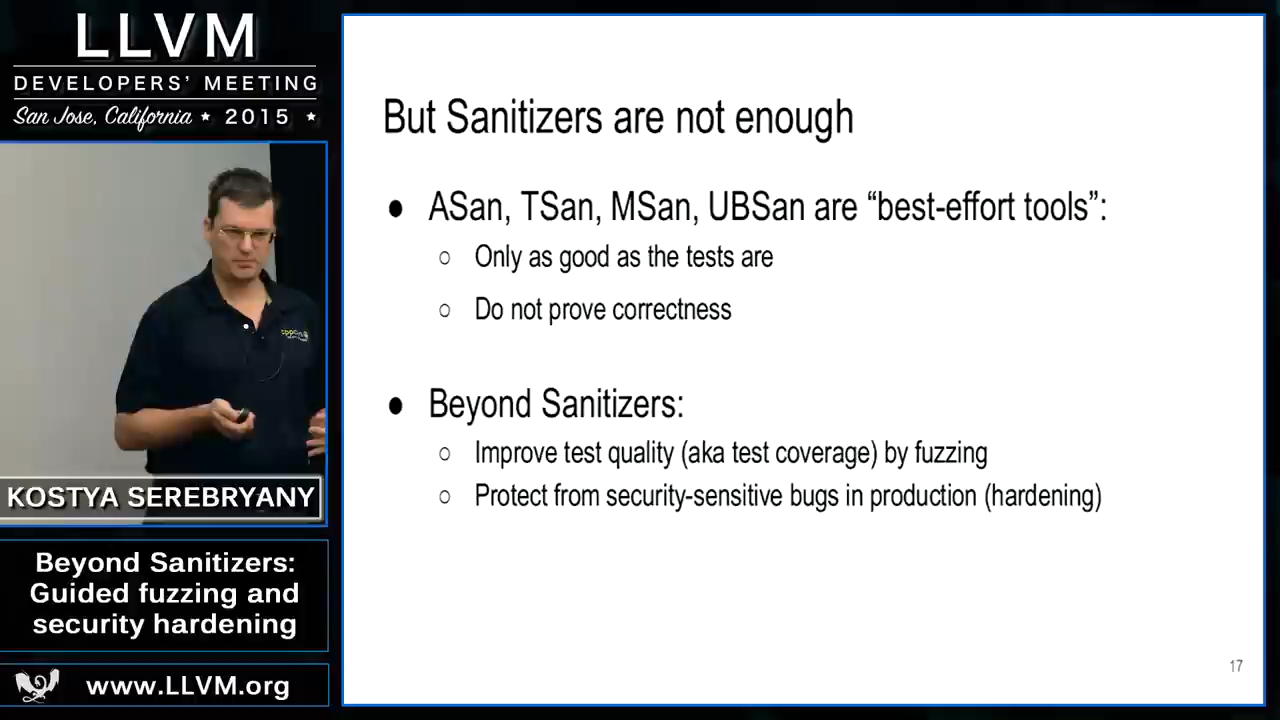 LLVM
DEVELOPERS' MEETING
San Jose, California ★ 2015 ★
KOSTYA SEREBRYANY
Beyond Sanitizers:
Guided fuzzing and
security hardening
www.LLVM.org
But Sanitizers are not enough
● ASan, TSan, MSan, UBSan are “best-effort tools”:
○ Only as good as the tests are
○ Do not prove correctness
● Beyond Sanitizers:
○ Improve test quality (aka test coverage) by fuzzing
○ Protect from security-sensitive bugs in production (hardening)
17